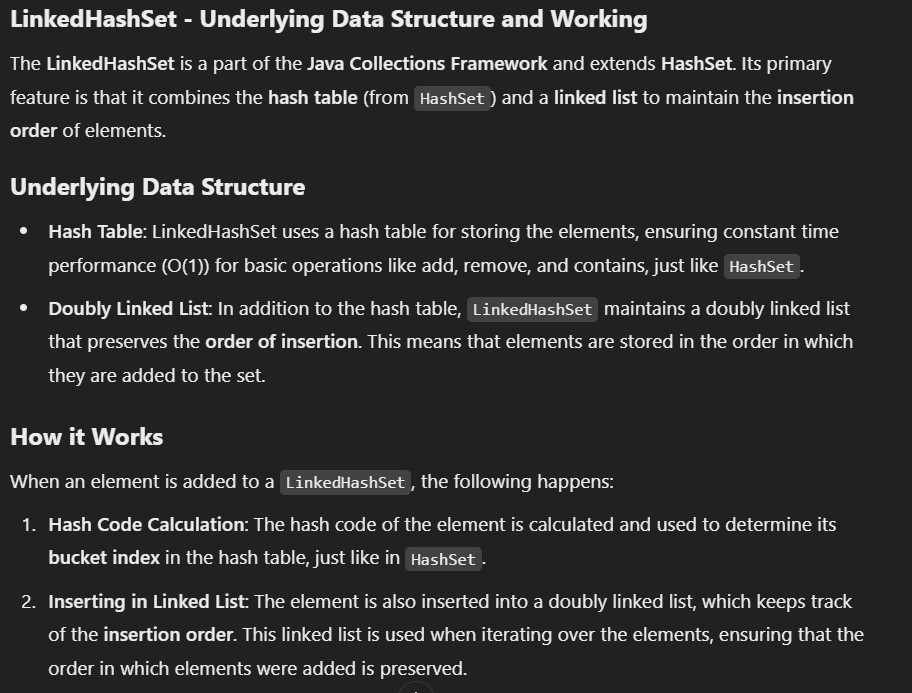 LinkedHashSet - Underlying Data Structure and Working
The LinkedHashSet is a part of the Java Collections Framework and extends HashSet. Its primary
feature is that it combines the hash table (from HashSet) and a linked list to maintain the insertion
order of elements.
Underlying Data Structure
• Hash Table: LinkedHashSet uses a hash table for storing the elements, ensuring constant time
performance (O(1)) for basic operations like add, remove, and contains, just like HashSet.
• Doubly Linked List: In addition to the hash table, LinkedHashSet maintains a doubly linked list
that preserves the order of insertion. This means that elements are stored in the order in which
they are added to the set.
How it Works
When an element is added to a LinkedHashSet, the following happens:
1. Hash Code Calculation: The hash code of the element is calculated and used to determine its
bucket index in the hash table, just like in HashSet.
2. Inserting in Linked List: The element is also inserted into a doubly linked list, which keeps track
of the insertion order. This linked list is used when iterating over the elements, ensuring that the
order in which elements were added is preserved.